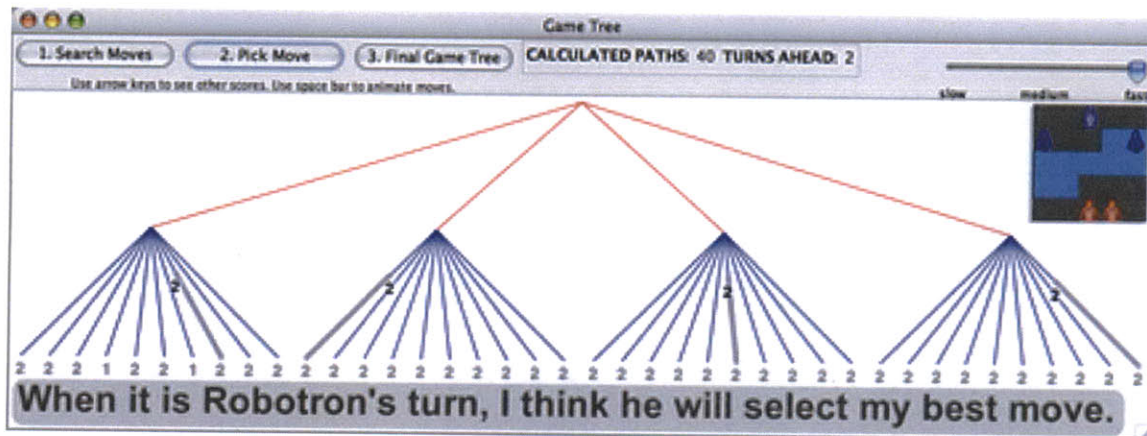 Game Tree
1. Search Moves 2. Pick Move 3. Final Game Tree CALCULATED PATHS: 40 TURNS AHEAD: 2
Use arrow keys to see other scores. Use space bar to animate moves.
slow medium fast
2 2 2 2
2 2 2 1 2 2 1 2 2 2 2 2 2 2 2 2 2 2 2 2 2 2 2 2 2 2 2 2 2 2 2 2 2 2 2 2 2 2 2 2
When it is Robotron's turn, I think he will select my best move.